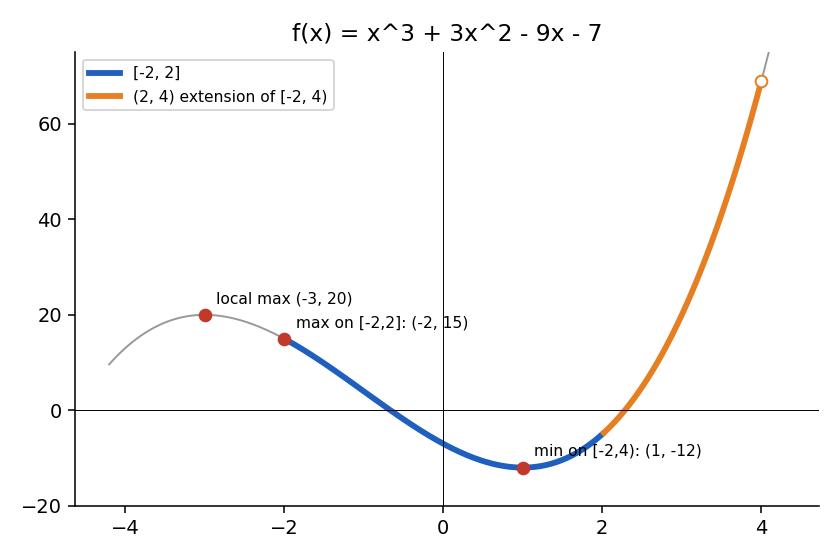 f(x) = x^3 + 3x^2 - 9x - 7
[-2, 2]
(2, 4) extension of [-2, 4)
60
40
20
0
−20
local max (-3, 20)
max on [-2,2]: (-2, 15)
min on [-2,4): (1, -12)
−4
−2
0
2
4